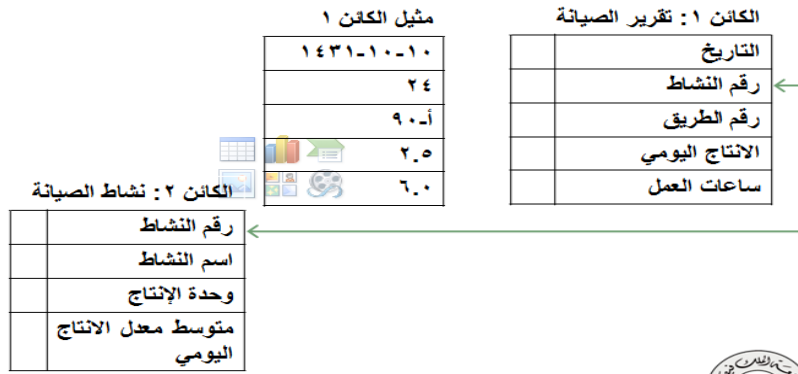 الكائن ١: تقرير الصيانة
التاريخ
رقم النشاط
رقم الطريق
الانتاج اليومي
ساعات العمل
مثيل الكائن ١
١٠-١٠-١٤٣١
٢٤
أ-٩٠
٢.٥
٦.٠
الكائن ٢: نشاط الصيانة
رقم النشاط
اسم النشاط
وحدة الإنتاج
متوسط معدل الانتاج
اليومي